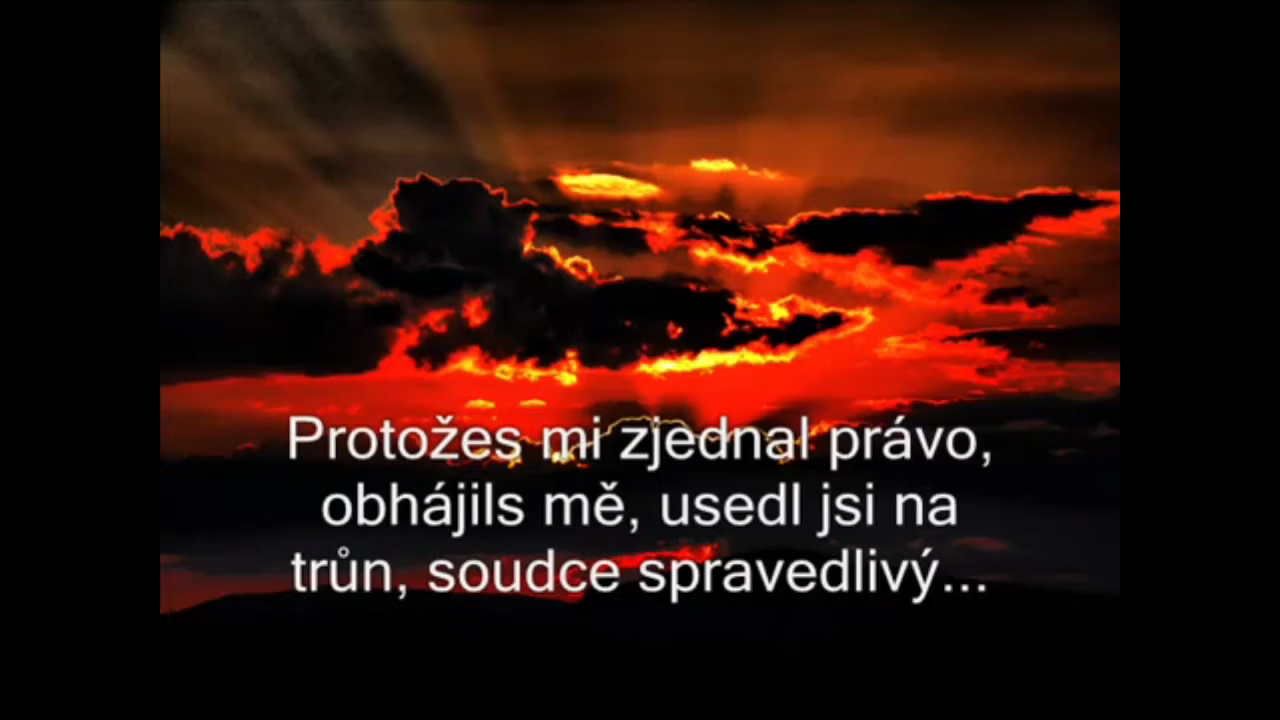 Protožes mi zjednal právo,
obhájils mě, usedl jsi na
trůn, soudce spravedlivý...